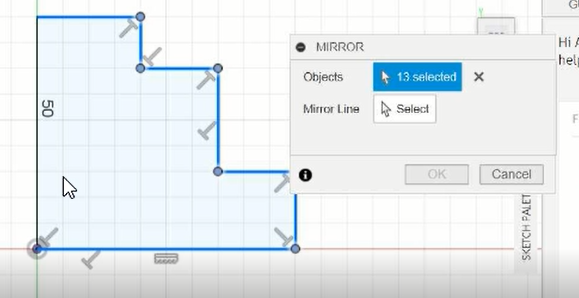 MIRROR
Objects
13 selected
Mirror Line
Select
OK
Cancel
50
Hi A
help
SKETCH PALET